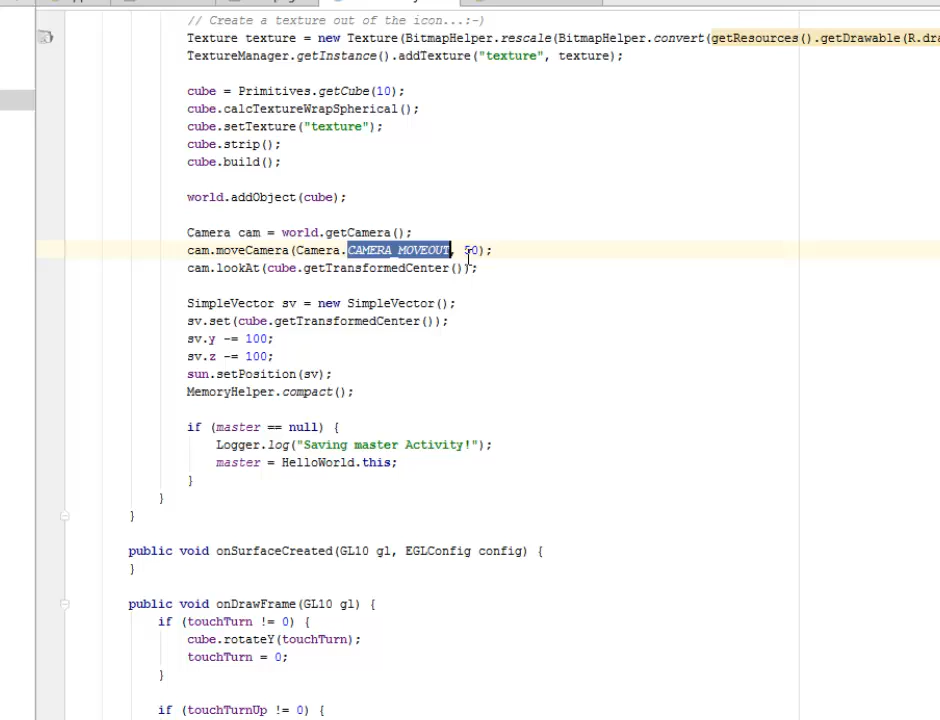 // Create a texture out of the icon...:-)
Texture texture = new Texture(BitmapHelper.rescale(BitmapHelper.convert(getResources().getDrawable(R.dra
TextureManager.getInstance().addTexture("texture", texture);
cube = Primitives.getCube(10);
cube.calcTextureWrapSpherical();
cube.setTexture("texture");
cube.strip();
cube.build();
world.addObject(cube);
Camera cam = world.getCamera();
cam.moveCamera(Camera.CAMERA_MOVEOUT, 50);
cam.lookAt(cube.getTransformedCenter());
SimpleVector sv = new SimpleVector();
sv.set(cube.getTransformedCenter());
sv.y -= 100;
sv.z -= 100;
sun.setPosition(sv);
MemoryHelper.compact();
if (master == null) {
Logger.log("Saving master Activity!");
master = HelloWorld.this;
}
}
}
public void onSurfaceCreated(GL10 gl, EGLConfig config) {
}
public void onDrawFrame(GL10 gl) {
if (touchTurn != 0) {
cube.rotateY(touchTurn);
touchTurn = 0;
}
if (touchTurnUp != 0) {